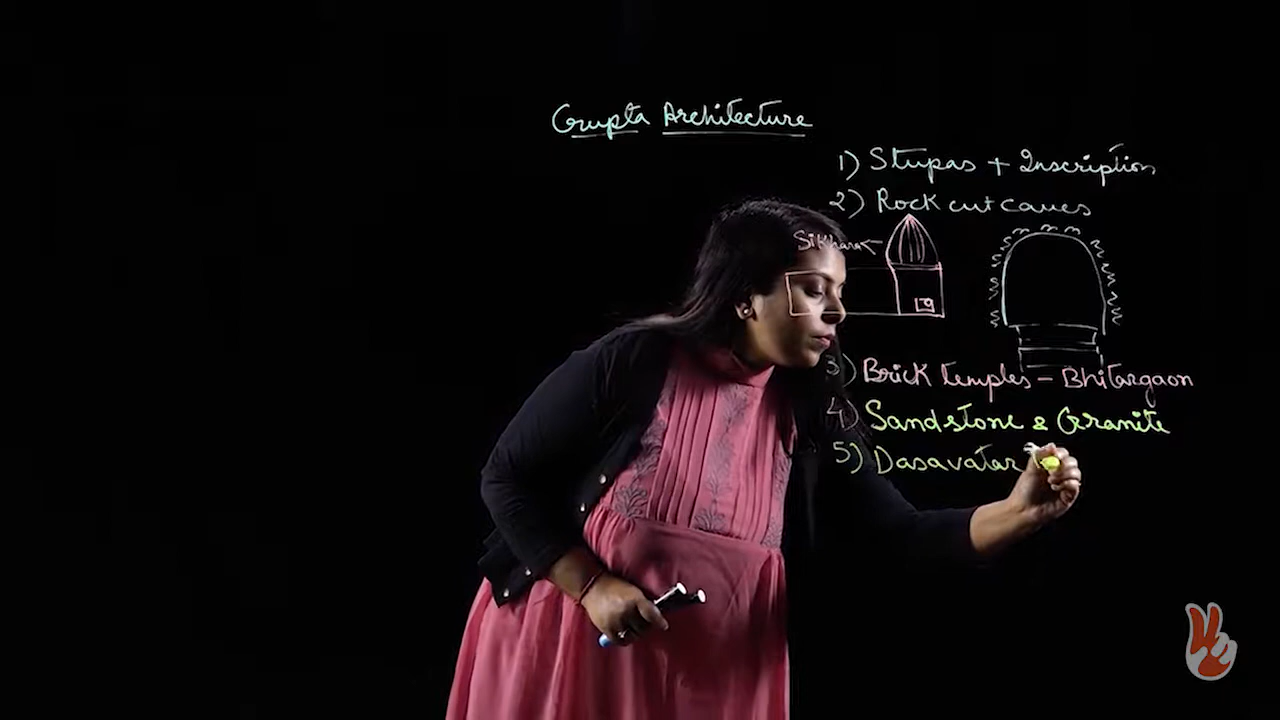 Gupta Architecture
1) Stupas + Inscription
2) Rock cut caves
Sikhara
3) Brick temples - Bhitargaon
4) Sandstone & Granite
5) Dasavatar